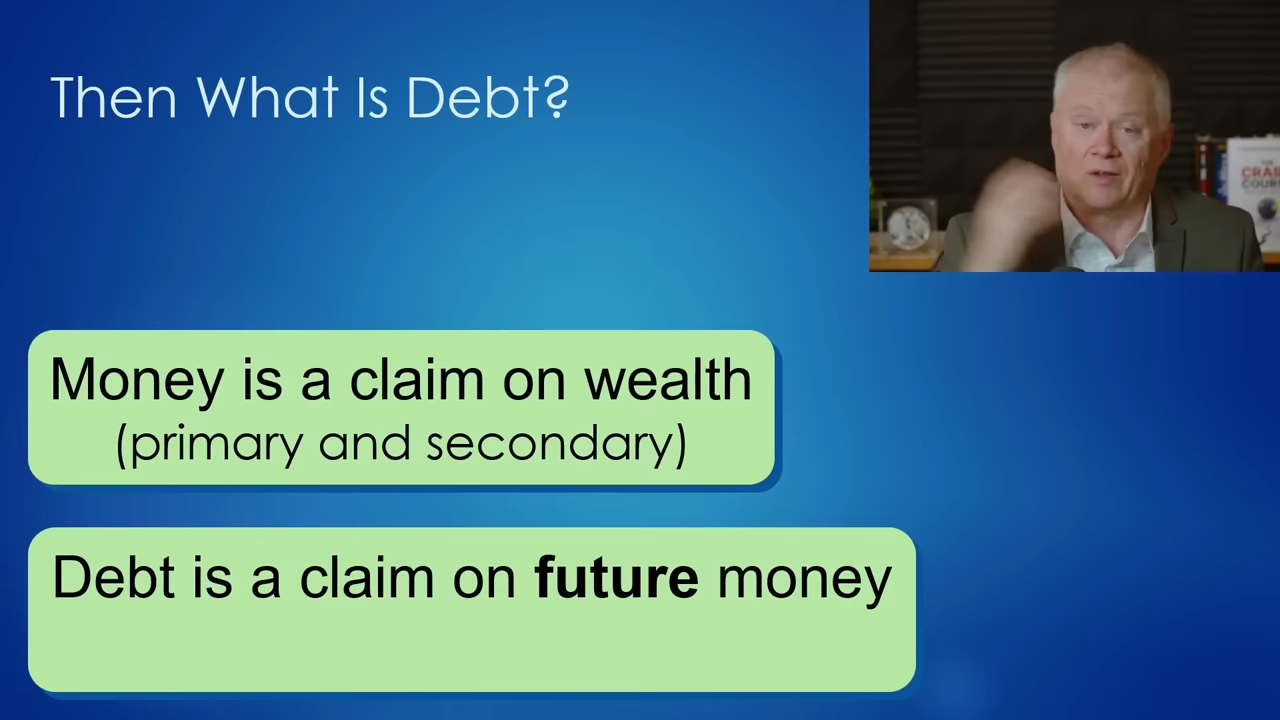 Then What Is Debt?
Money is a claim on wealth
(primary and secondary)
Debt is a claim on future money